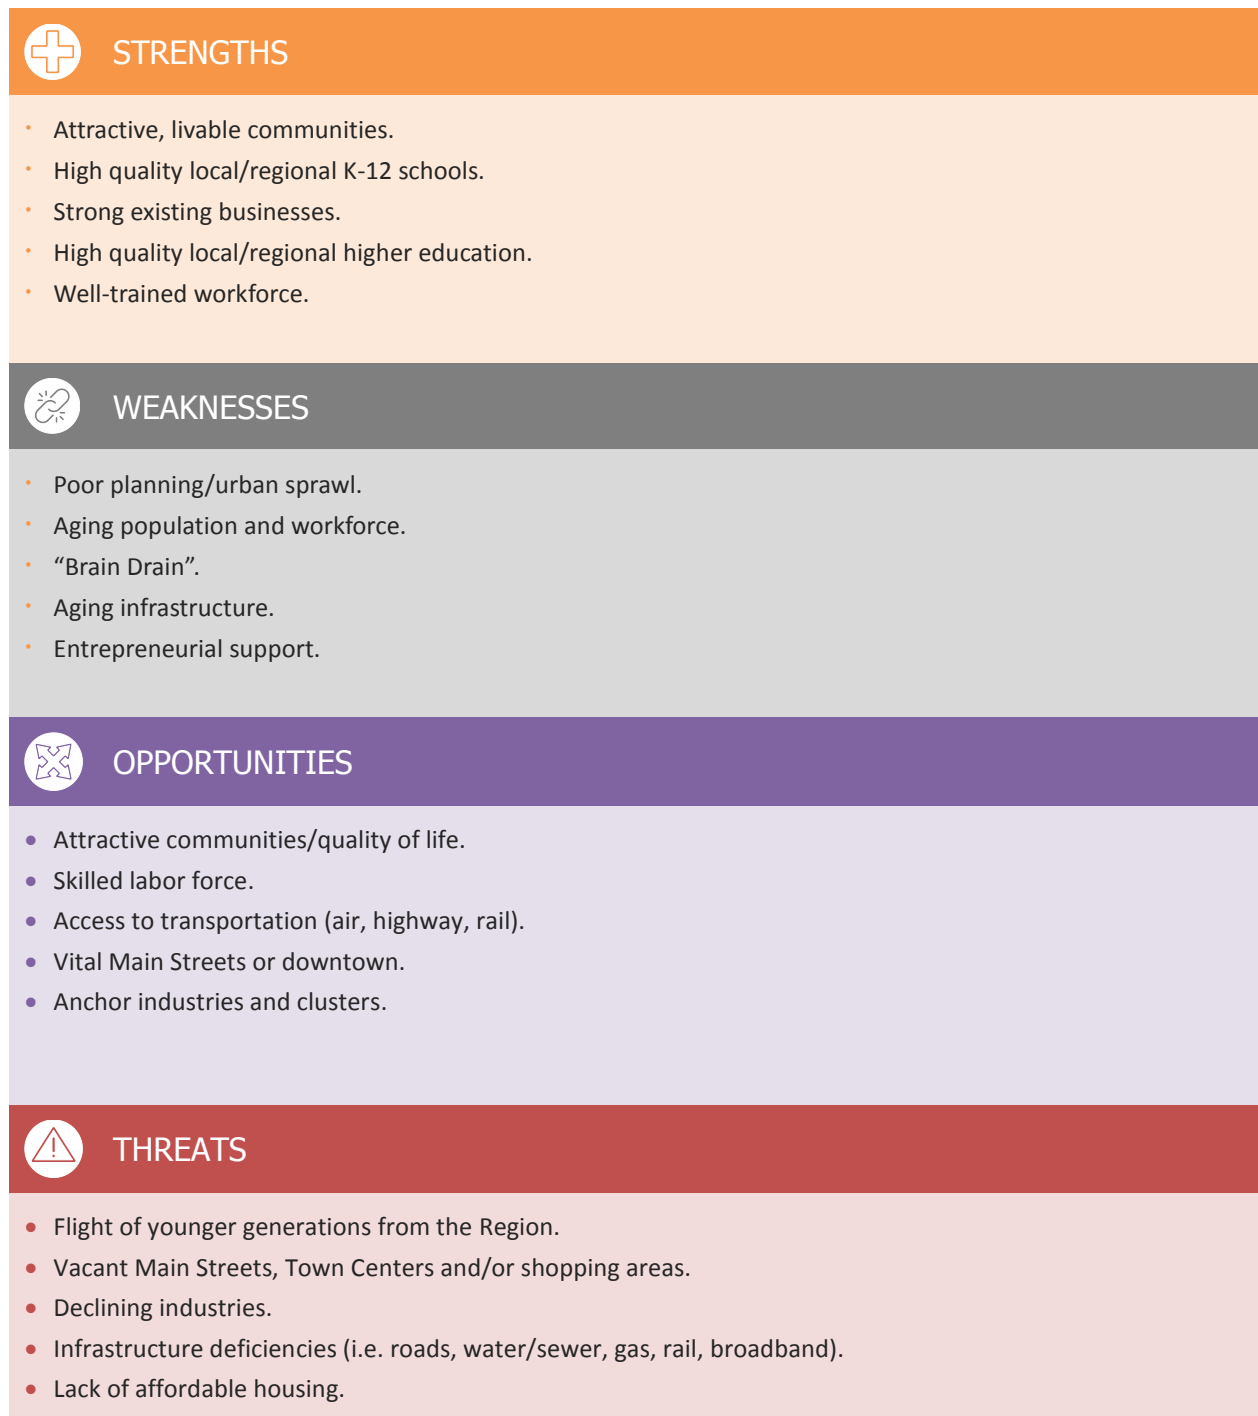 STRENGTHS
Attractive, livable communities.
High quality local/regional K-12 schools.
Strong existing businesses.
High quality local/regional higher education.
Well-trained workforce.
WEAKNESSES
Poor planning/urban sprawl.
Aging population and workforce.
“Brain Drain”.
Aging infrastructure.
Entrepreneurial support.
OPPORTUNITIES
Attractive communities/quality of life.
Skilled labor force.
Access to transportation (air, highway, rail).
Vital Main Streets or downtown.
Anchor industries and clusters.
THREATS
Flight of younger generations from the Region.
Vacant Main Streets, Town Centers and/or shopping areas.
Declining industries.
Infrastructure deficiencies (i.e. roads, water/sewer, gas, rail, broadband).
Lack of affordable housing.